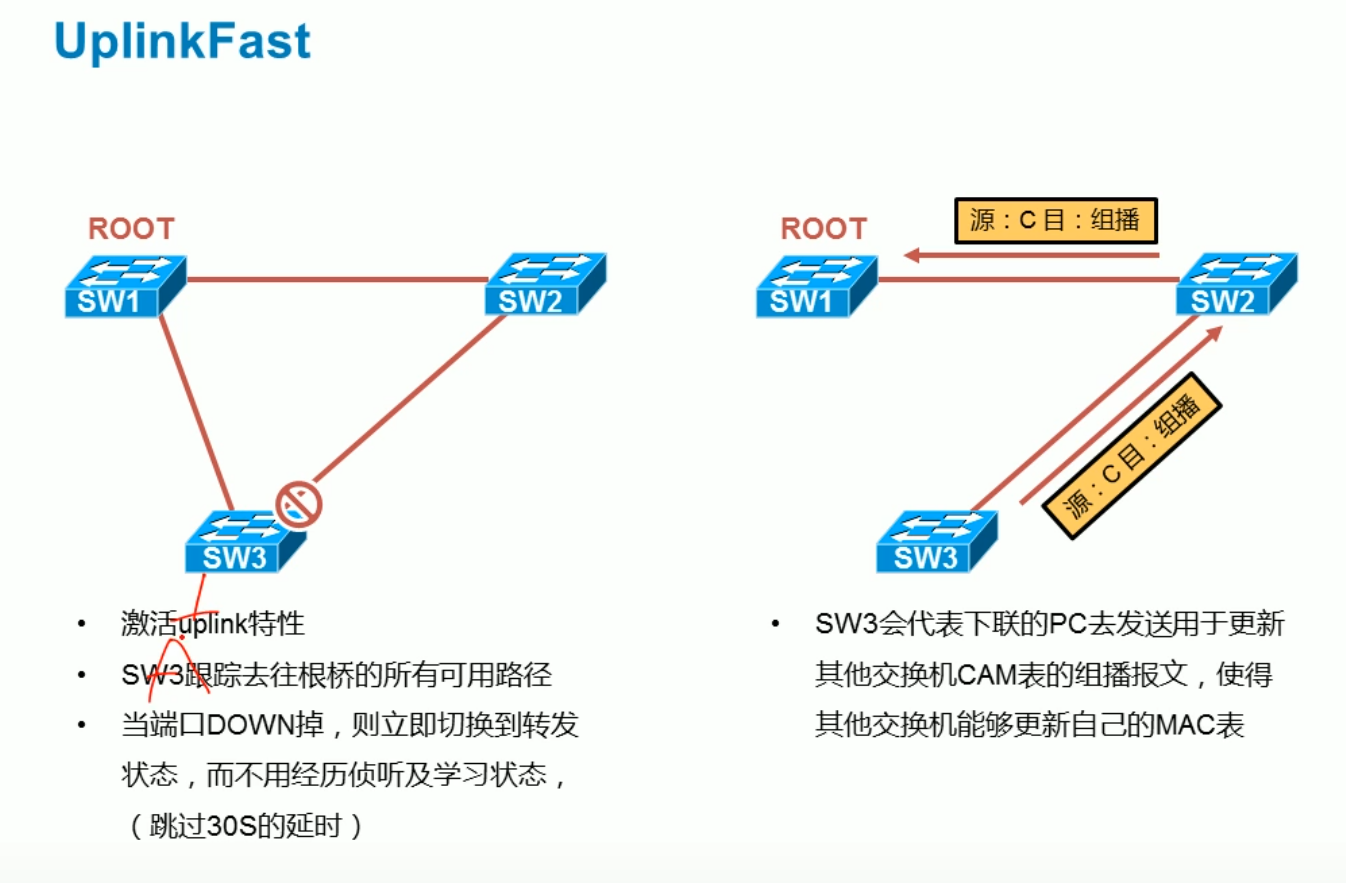 UplinkFast
ROOT
SW1
SW2
SW3
• 激活uplink特性
• SW3跟踪去往根桥的所有可用路径
• 当端口DOWN掉，则立即切换到转发
状态，而不用经历侦听及学习状态，
（跳过30S的延时）
ROOT
源：C 目：组播
SW1
SW2
源：C 目：组播
SW3
• SW3会代表下联的PC去发送用于更新
其他交换机CAM表的组播报文，使得
其他交换机能够更新自己的MAC表